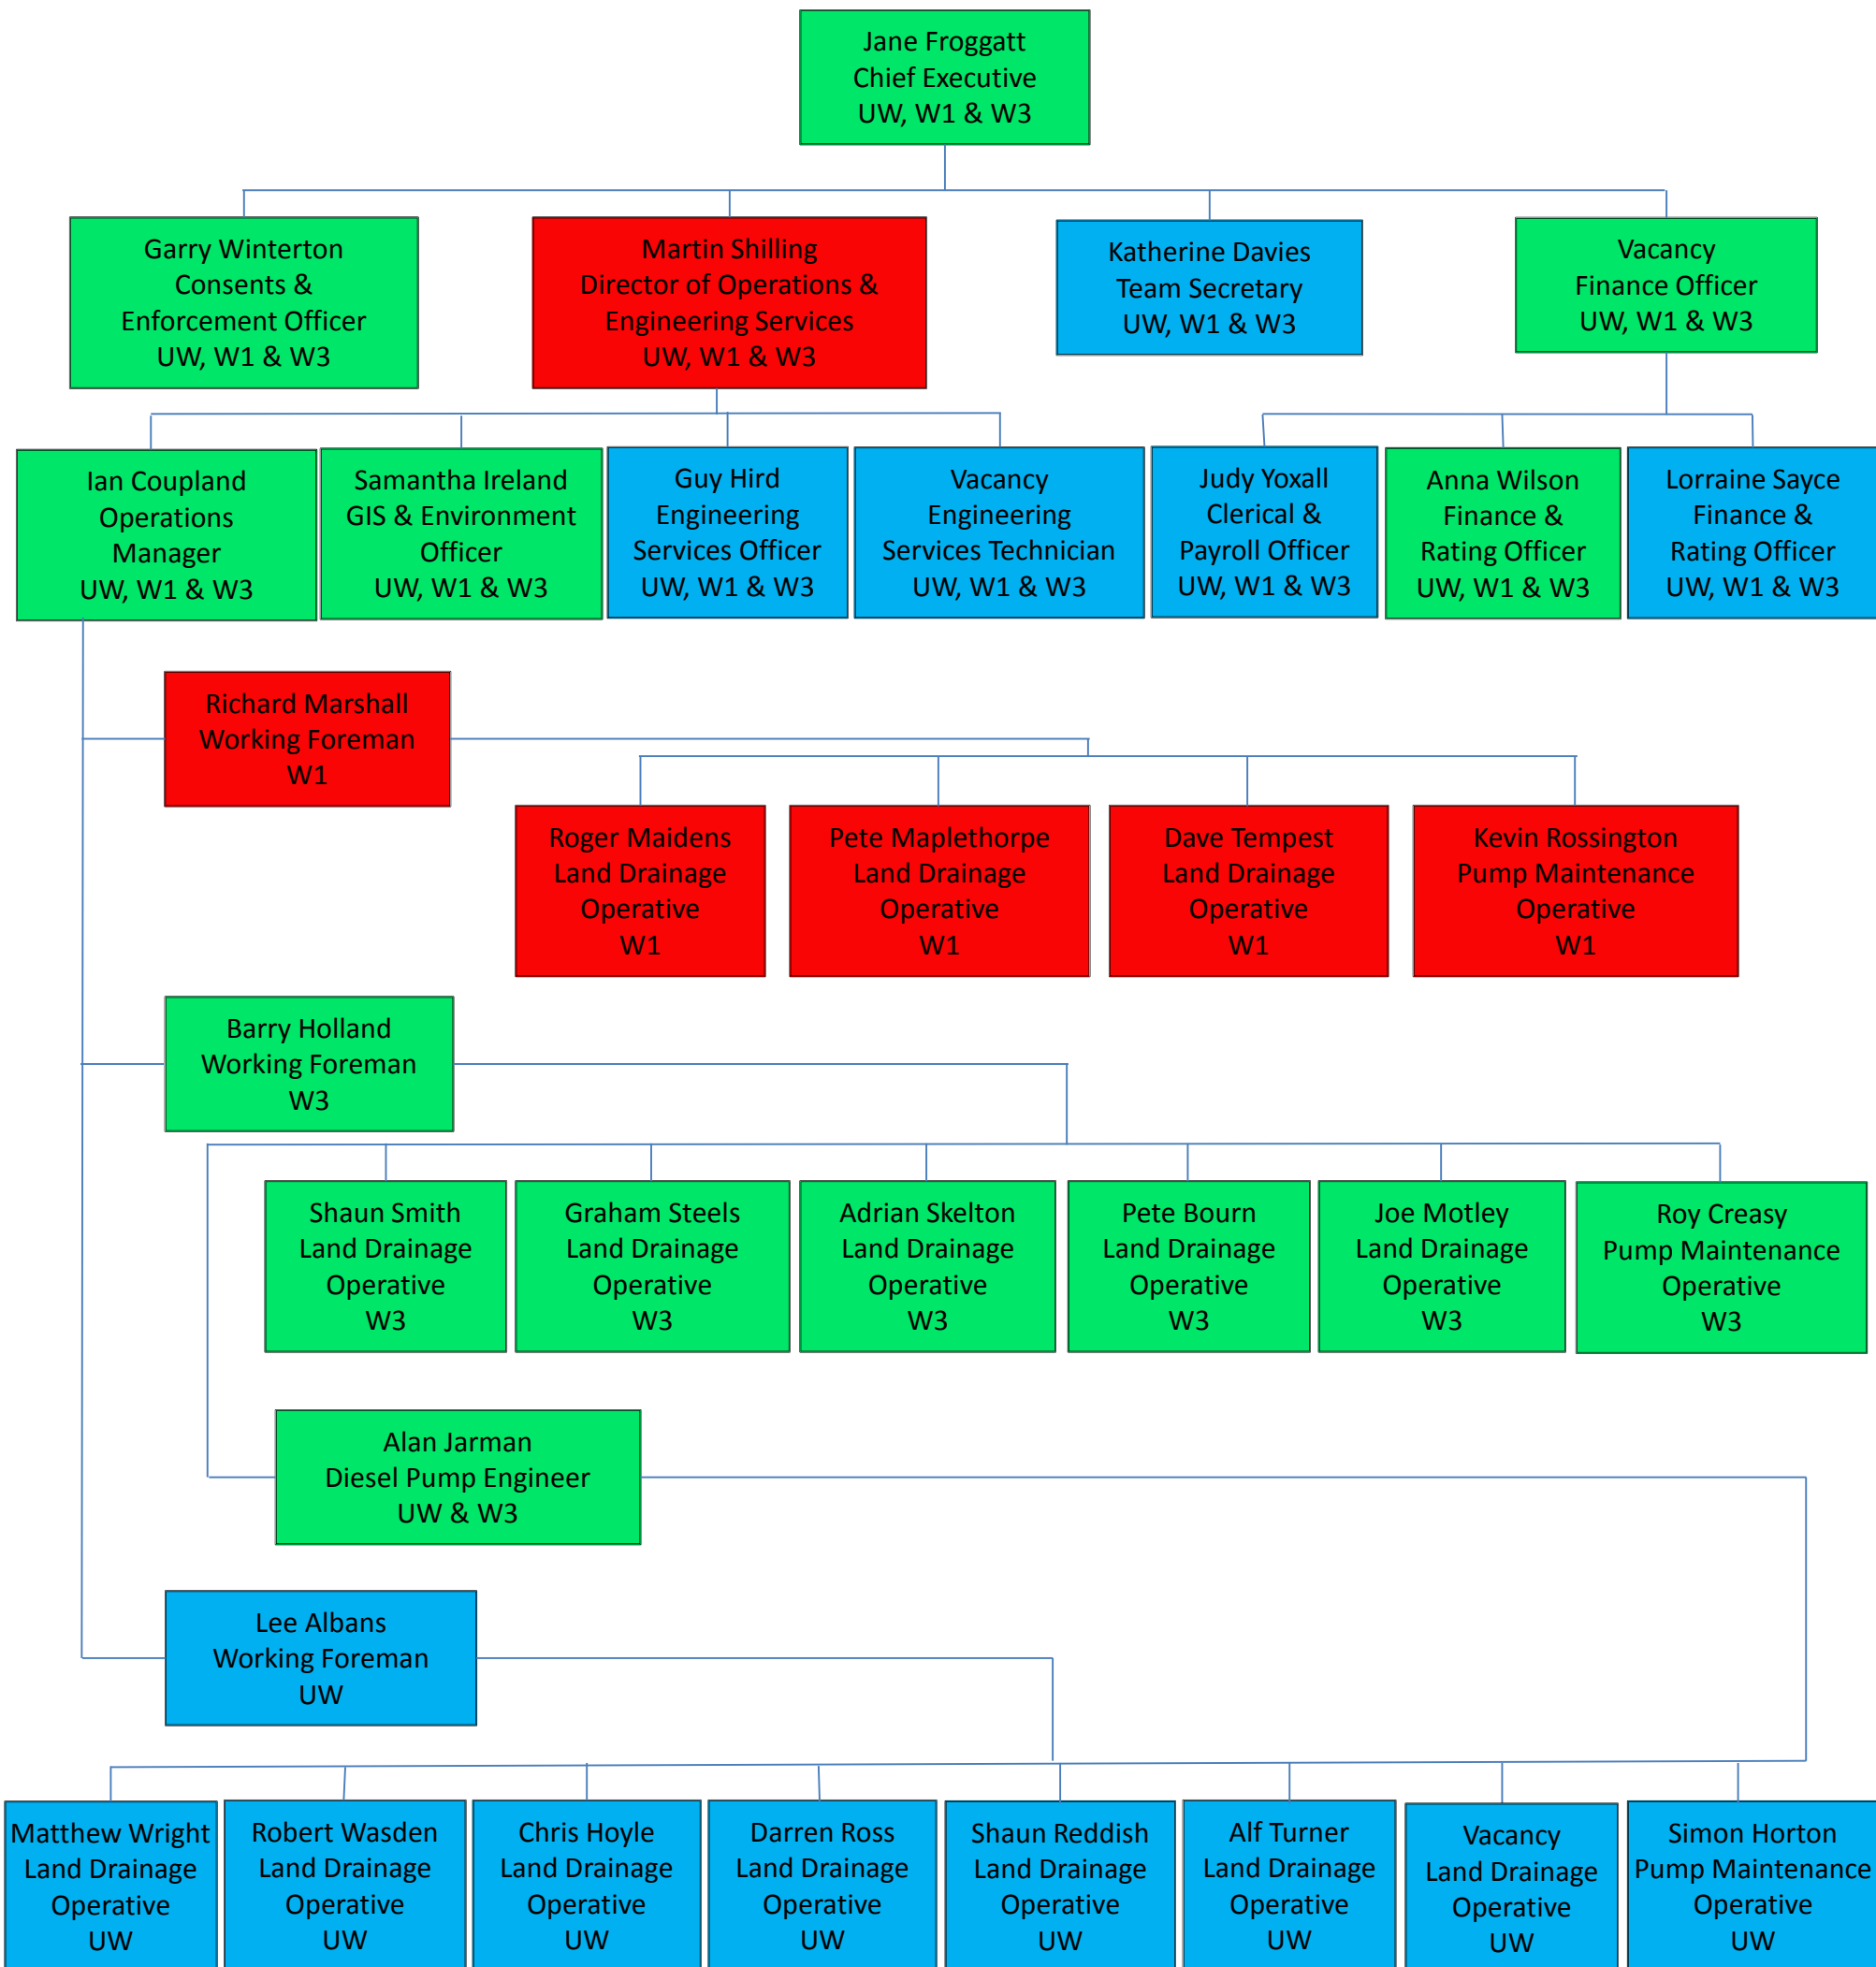 Jane Froggatt
Chief Executive
UW, W1 & W3
Garry Winterton
Consents &
Enforcement Officer
UW, W1 & W3
Martin Shilling
Director of Operations &
Engineering Services
UW, W1 & W3
Katherine Davies
Team Secretary
UW, W1 & W3
Vacancy
Finance Officer
UW, W1 & W3
Ian Coupland
Operations
Manager
UW, W1 & W3
Samantha Ireland
GIS & Environment
Officer
UW, W1 & W3
Guy Hird
Engineering
Services Officer
UW, W1 & W3
Vacancy
Engineering
Services Technician
UW, W1 & W3
Judy Yoxall
Clerical &
Payroll Officer
UW, W1 & W3
Anna Wilson
Finance &
Rating Officer
UW, W1 & W3
Lorraine Sayce
Finance &
Rating Officer
UW, W1 & W3
Richard Marshall
Working Foreman
W1
Roger Maidens
Land Drainage
Operative
W1
Pete Maplethorpe
Land Drainage
Operative
W1
Dave Tempest
Land Drainage
Operative
W1
Kevin Rossington
Pump Maintenance
Operative
W1
Barry Holland
Working Foreman
W3
Shaun Smith
Land Drainage
Operative
W3
Graham Steels
Land Drainage
Operative
W3
Adrian Skelton
Land Drainage
Operative
W3
Pete Bourn
Land Drainage
Operative
W3
Joe Motley
Land Drainage
Operative
W3
Roy Creasy
Pump Maintenance
Operative
W3
Alan Jarman
Diesel Pump Engineer
UW & W3
Lee Albans
Working Foreman
UW
Matthew Wright
Land Drainage
Operative
UW
Robert Wasden
Land Drainage
Operative
UW
Chris Hoyle
Land Drainage
Operative
UW
Darren Ross
Land Drainage
Operative
UW
Shaun Reddish
Land Drainage
Operative
UW
Alf Turner
Land Drainage
Operative
UW
Vacancy
Land Drainage
Operative
UW
Simon Horton
Pump Maintenance
Operative
UW